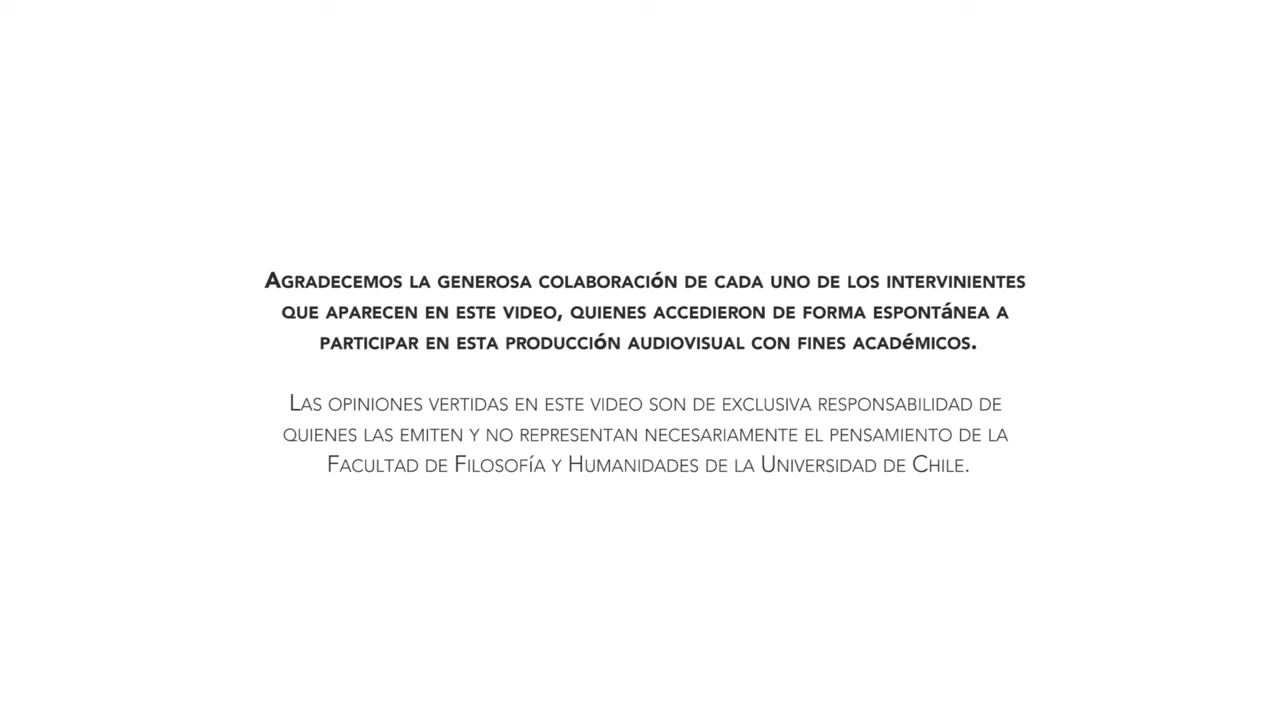 Agradecemos la generosa colaboración de cada uno de los intervinientes
que aparecen en este video, quienes accedieron de forma espontánea a
participar en esta producción audiovisual con fines académicos.
Las opiniones vertidas en este video son de exclusiva responsabilidad de
quienes las emiten y no representan necesariamente el pensamiento de la
Facultad de Filosofía y Humanidades de la Universidad de Chile.